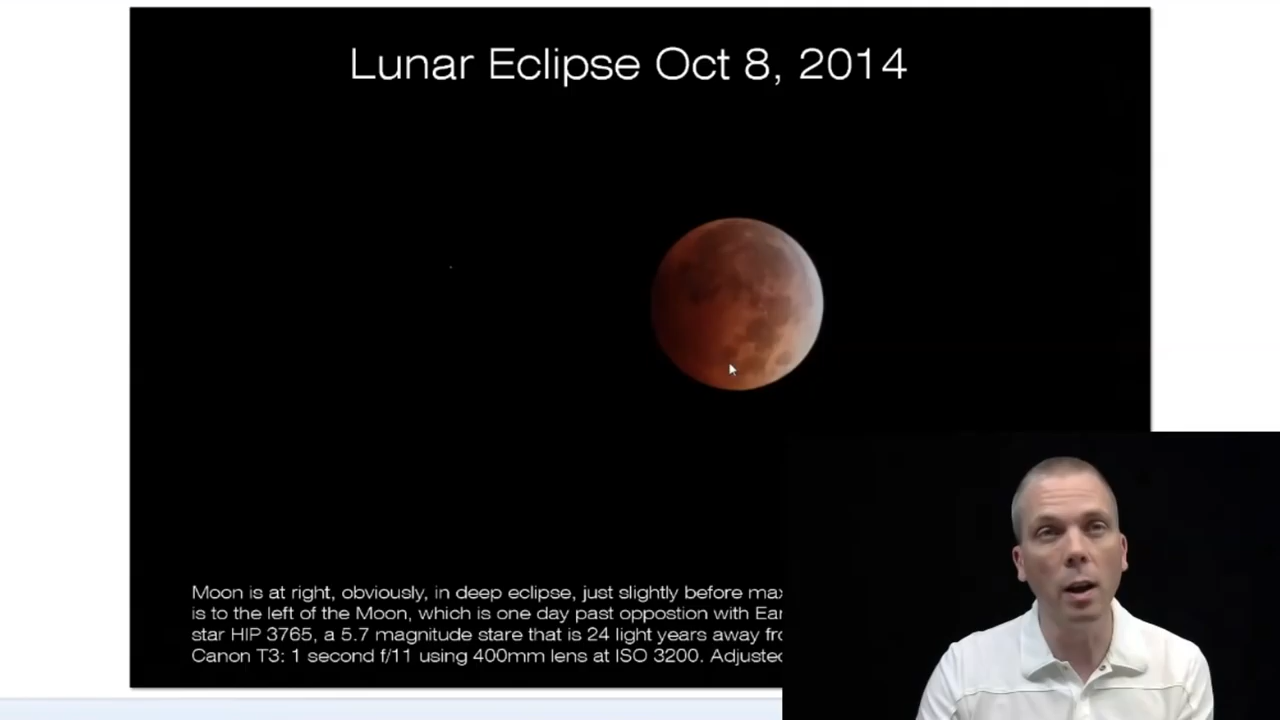 Lunar Eclipse Oct 8, 2014
Moon is at right, obviously, in deep eclipse, just slightly before
is to the left of the Moon, which is one day past oppostion with
star HIP 3765, a 5.7 magnitude stare that is 24 light years away
Canon T3: 1 second f/11 using 400mm lens at ISO 3200. Adjusted